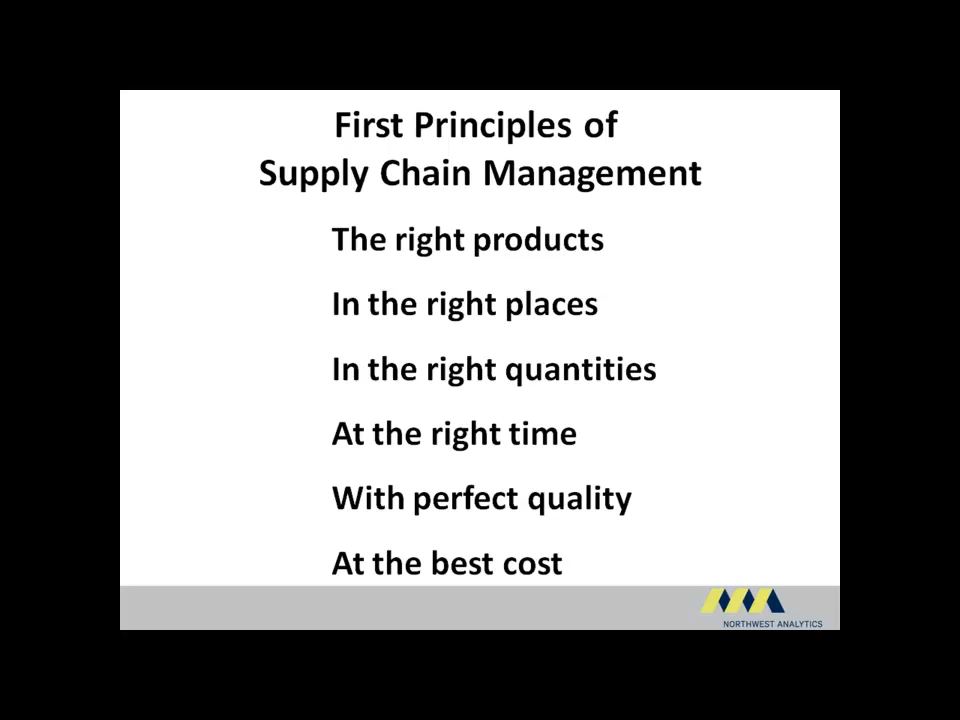 First Principles of
Supply Chain Management
The right products
In the right places
In the right quantities
At the right time
With perfect quality
At the best cost
NORTHWEST ANALYTICS